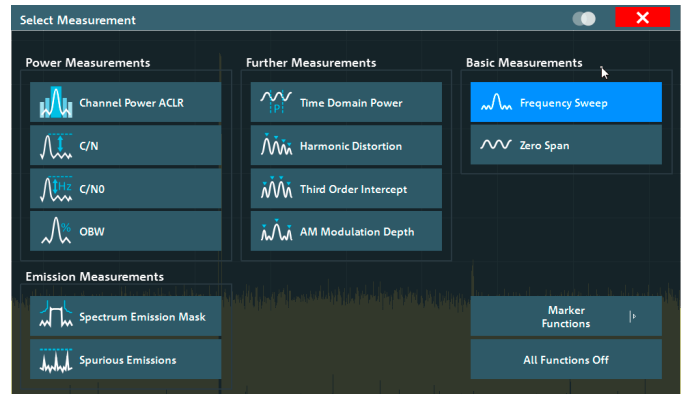 Select Measurement
Power Measurements
Channel Power ACLR
C/N
Hz
C/N0
%
OBW
Further Measurements
P
Time Domain Power
Harmonic Distortion
Third Order Intercept
AM Modulation Depth
Basic Measurements
Frequency Sweep
Zero Span
Emission Measurements
Spectrum Emission Mask
Spurious Emissions
Marker
Functions
All Functions Off